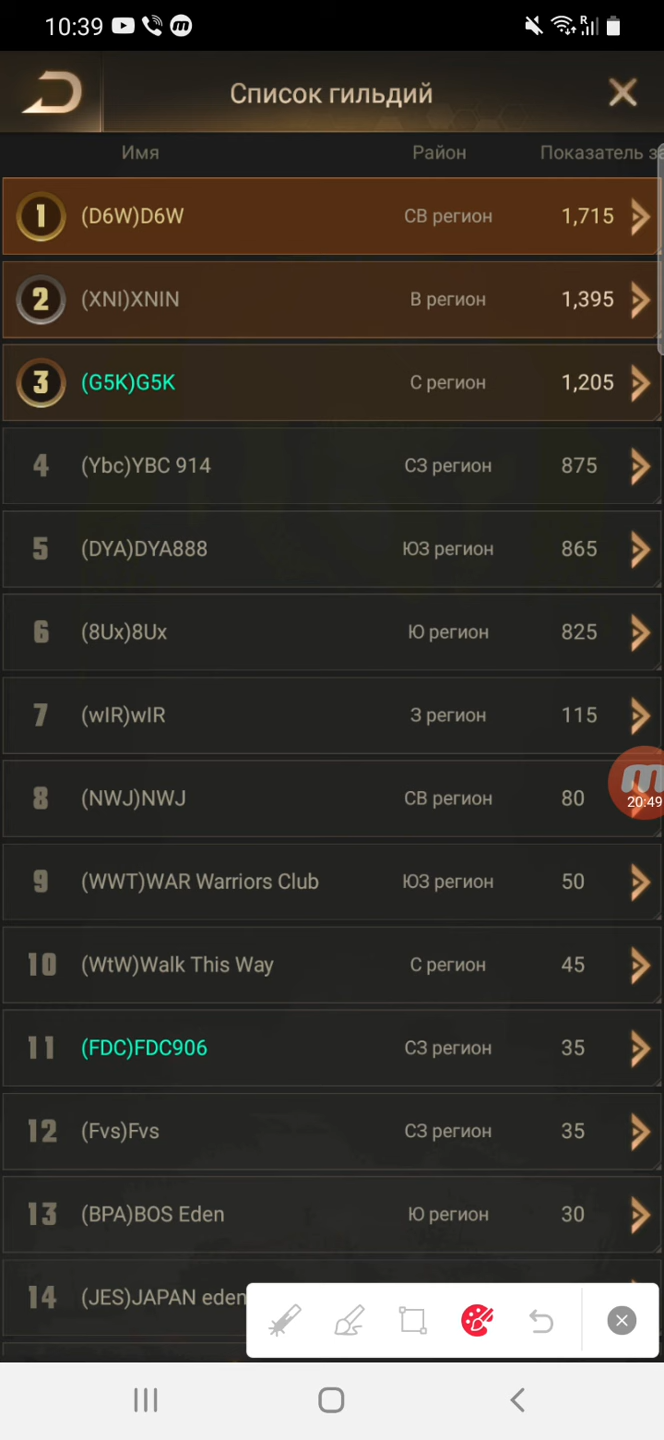 10:39
Список гильдий
Имя Район Показатель за
1 (D6W)D6W СВ регион 1,715
2 (XNI)XNIN В регион 1,395
3 (G5K)G5K С регион 1,205
4 (Ybc)YBC 914 СЗ регион 875
5 (DYA)DYA888 ЮЗ регион 865
6 (8Ux)8Ux Ю регион 825
7 (wIR)wIR З регион 115
8 (NWJ)NWJ СВ регион 80
20:49
9 (WWT)WAR Warriors Club ЮЗ регион 50
10 (WtW)Walk This Way С регион 45
11 (FDC)FDC906 СЗ регион 35
12 (Fvs)Fvs СЗ регион 35
13 (BPA)BOS Eden Ю регион 30
14 (JES)JAPAN eden